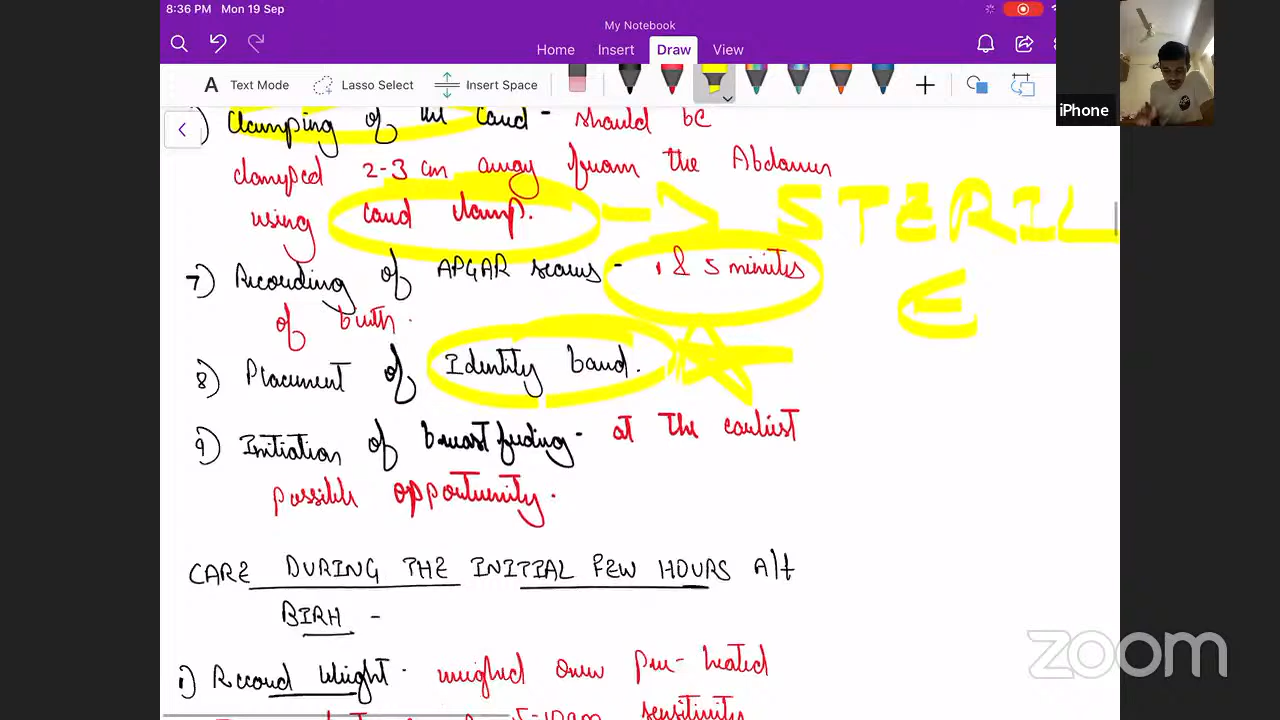 8:36 PM Mon 19 Sep
My Notebook
Home Insert Draw View
A Text Mode Lasso Select Insert Space
iPhone
) Clamping of the Cord - should be
clamped 2-3 cm away from the Abdomen
using cord clamp. -> STERIL
E
7) Recording of APGAR scores - 1 & 5 minutes
of birth.
8) Placement of Identity band.
9) Initiation of breastfeeding - at the earliest
possible opportunity.
CARE DURING THE INITIAL FEW HOURS A/t
BIRH -
1) Record Weight - weighed over pre-heated
sensitivity
zoom